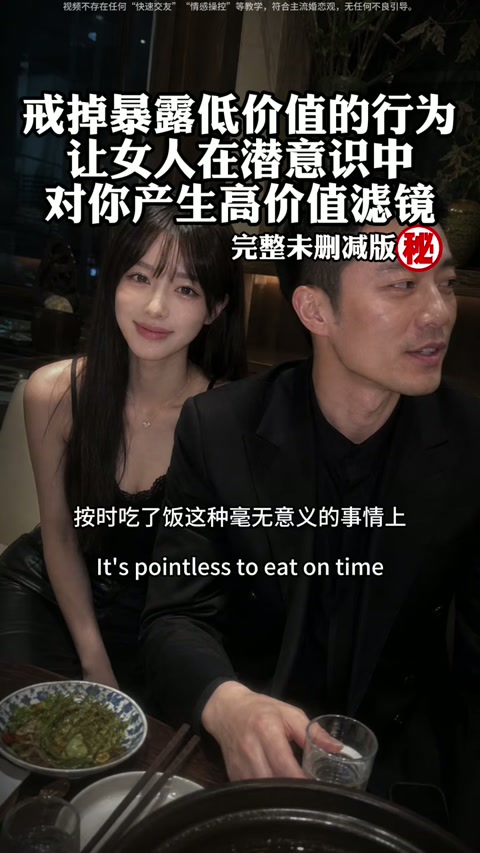 视频不存在任何“快速交友”“情感操控”等教学，符合主流婚恋观，无任何不良引导。
戒掉暴露低价值的行为
让女人在潜意识中
对你产生高价值滤镜
完整未删减版 秘
按时吃了饭这种毫无意义的事情上
It's pointless to eat on time